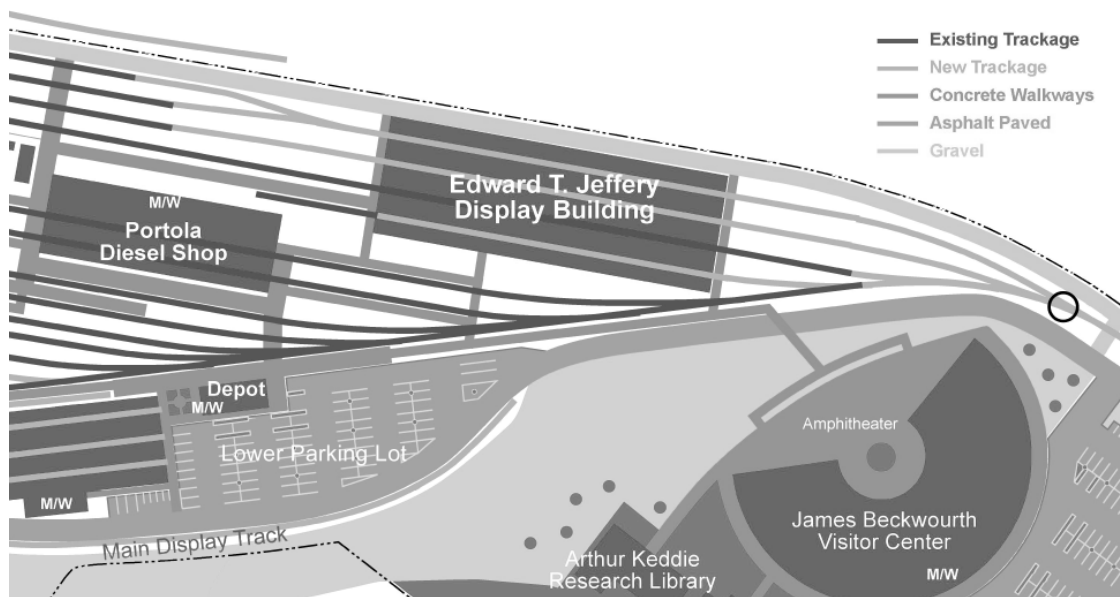 Existing Trackage
New Trackage
Concrete Walkways
Asphalt Paved
Gravel
Edward T. Jeffery
Display Building
M/W
Portola
Diesel Shop
Depot
M/W
Lower Parking Lot
M/W
Main Display Track
Amphitheater
James Beckwourth
Visitor Center
M/W
Arthur Keddie
Research Library